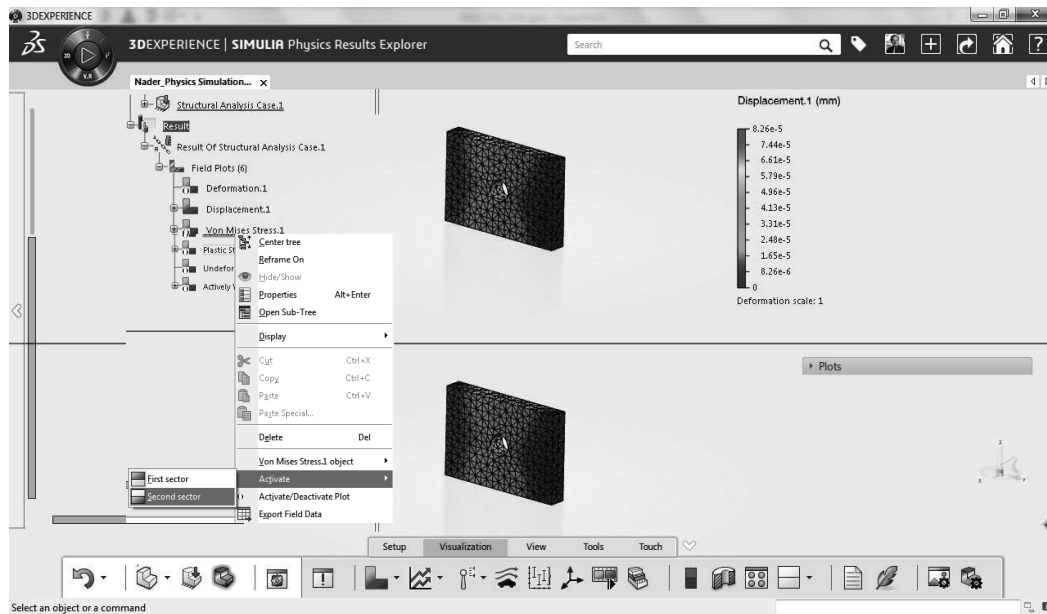 3DEXPERIENCE
3DEXPERIENCE | SIMULIA Physics Results Explorer
Search
Nader_Physics Simulation... x
Structural Analysis Case.1
Result
Result Of Structural Analysis Case.1
Field Plots (6)
Deformation.1
Displacement.1
Von Mises Stress.1
Plastic St
Undefor
Actively V
Center tree
Reframe On
Hide/Show
Properties Alt+Enter
Open Sub-Tree
Display
Cut Ctrl+X
Copy Ctrl+C
Paste Ctrl+V
Paste Special...
Delete Del
Von Mises Stress.1 object
Activate
Activate/Deactivate Plot
Export Field Data
First sector
Second sector
Displacement.1 (mm)
8.26e-5
7.44e-5
6.61e-5
5.79e-5
4.96e-5
4.13e-5
3.31e-5
2.48e-5
1.65e-5
8.26e-6
0
Deformation scale: 1
Plots
Setup Visualization View Tools Touch
Select an object or a command